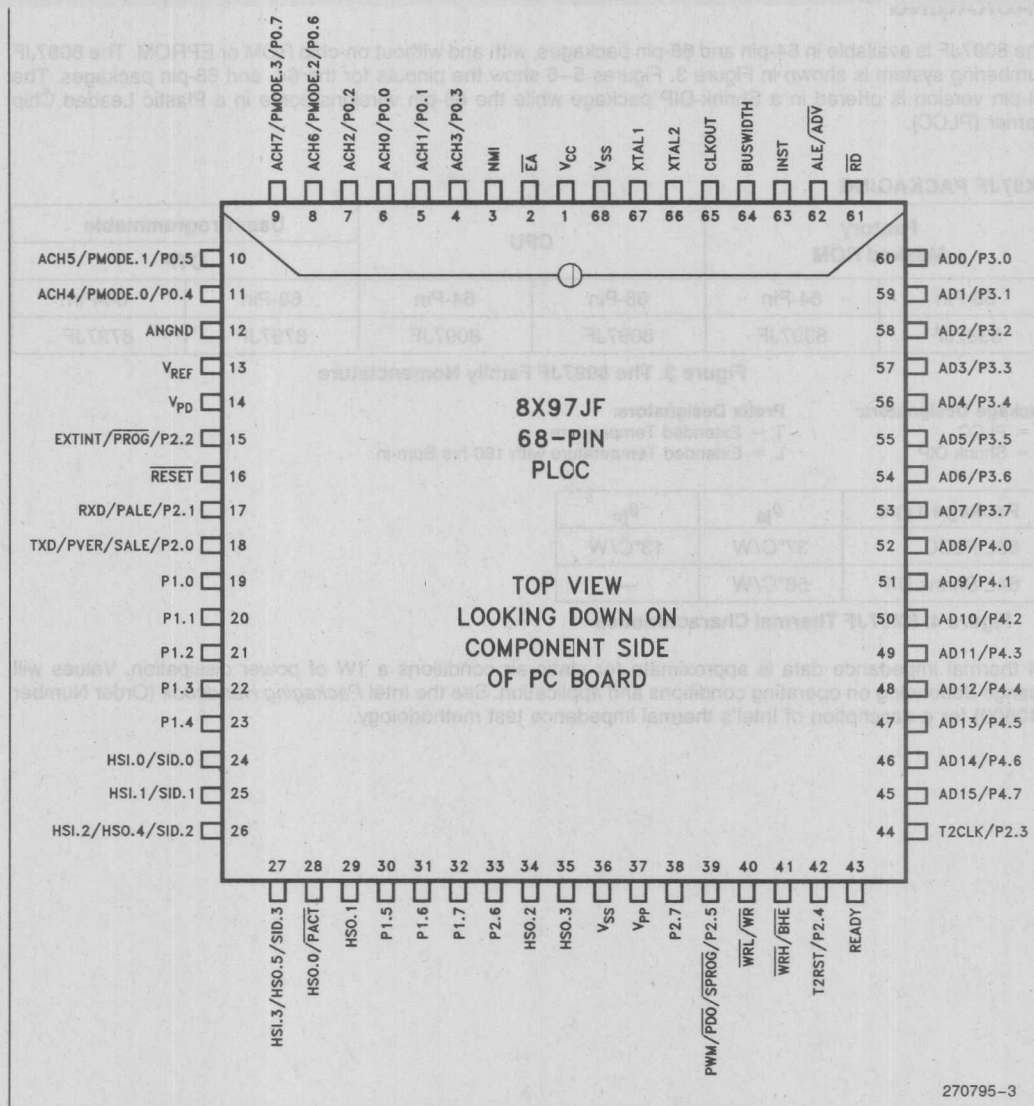 ACH7/PMODE.3/P0.7
ACH6/PMODE.2/P0.6
ACH2/P0.2
ACH0/P0.0
ACH1/P0.1
ACH3/P0.3
NMI
E̅A̅
VCC
VSS
XTAL1
XTAL2
CLKOUT
BUSWIDTH
INST
ALE/A̅D̅V̅
R̅D̅
9 8 7 6 5 4 3 2 1 68 67 66 65 64 63 62 61
ACH5/PMODE.1/P0.5 10
ACH4/PMODE.0/P0.4 11
ANGND 12
VREF 13
VPD 14
EXTINT/P̅R̅O̅G̅/P2.2 15
R̅E̅S̅E̅T̅ 16
RXD/PALE/P2.1 17
TXD/PVER/SALE/P2.0 18
P1.0 19
P1.1 20
P1.2 21
P1.3 22
P1.4 23
HSI.0/SID.0 24
HSI.1/SID.1 25
HSI.2/HSO.4/SID.2 26
8X97JF
68-PIN
PLCC
TOP VIEW
LOOKING DOWN ON
COMPONENT SIDE
OF PC BOARD
60 AD0/P3.0
59 AD1/P3.1
58 AD2/P3.2
57 AD3/P3.3
56 AD4/P3.4
55 AD5/P3.5
54 AD6/P3.6
53 AD7/P3.7
52 AD8/P4.0
51 AD9/P4.1
50 AD10/P4.2
49 AD11/P4.3
48 AD12/P4.4
47 AD13/P4.5
46 AD14/P4.6
45 AD15/P4.7
44 T2CLK/P2.3
27 28 29 30 31 32 33 34 35 36 37 38 39 40 41 42 43
HSI.3/HSO.5/SID.3
HSO.0/P̅A̅C̅T̅
HSO.1
P1.5
P1.6
P1.7
P2.6
HSO.2
HSO.3
VSS
VPP
P2.7
PWM/P̅D̅O̅/S̅P̅R̅O̅G̅/P2.5
W̅R̅L̅/W̅R̅
W̅R̅H̅/B̅H̅E̅
T2RST/P2.4
READY
270795-3